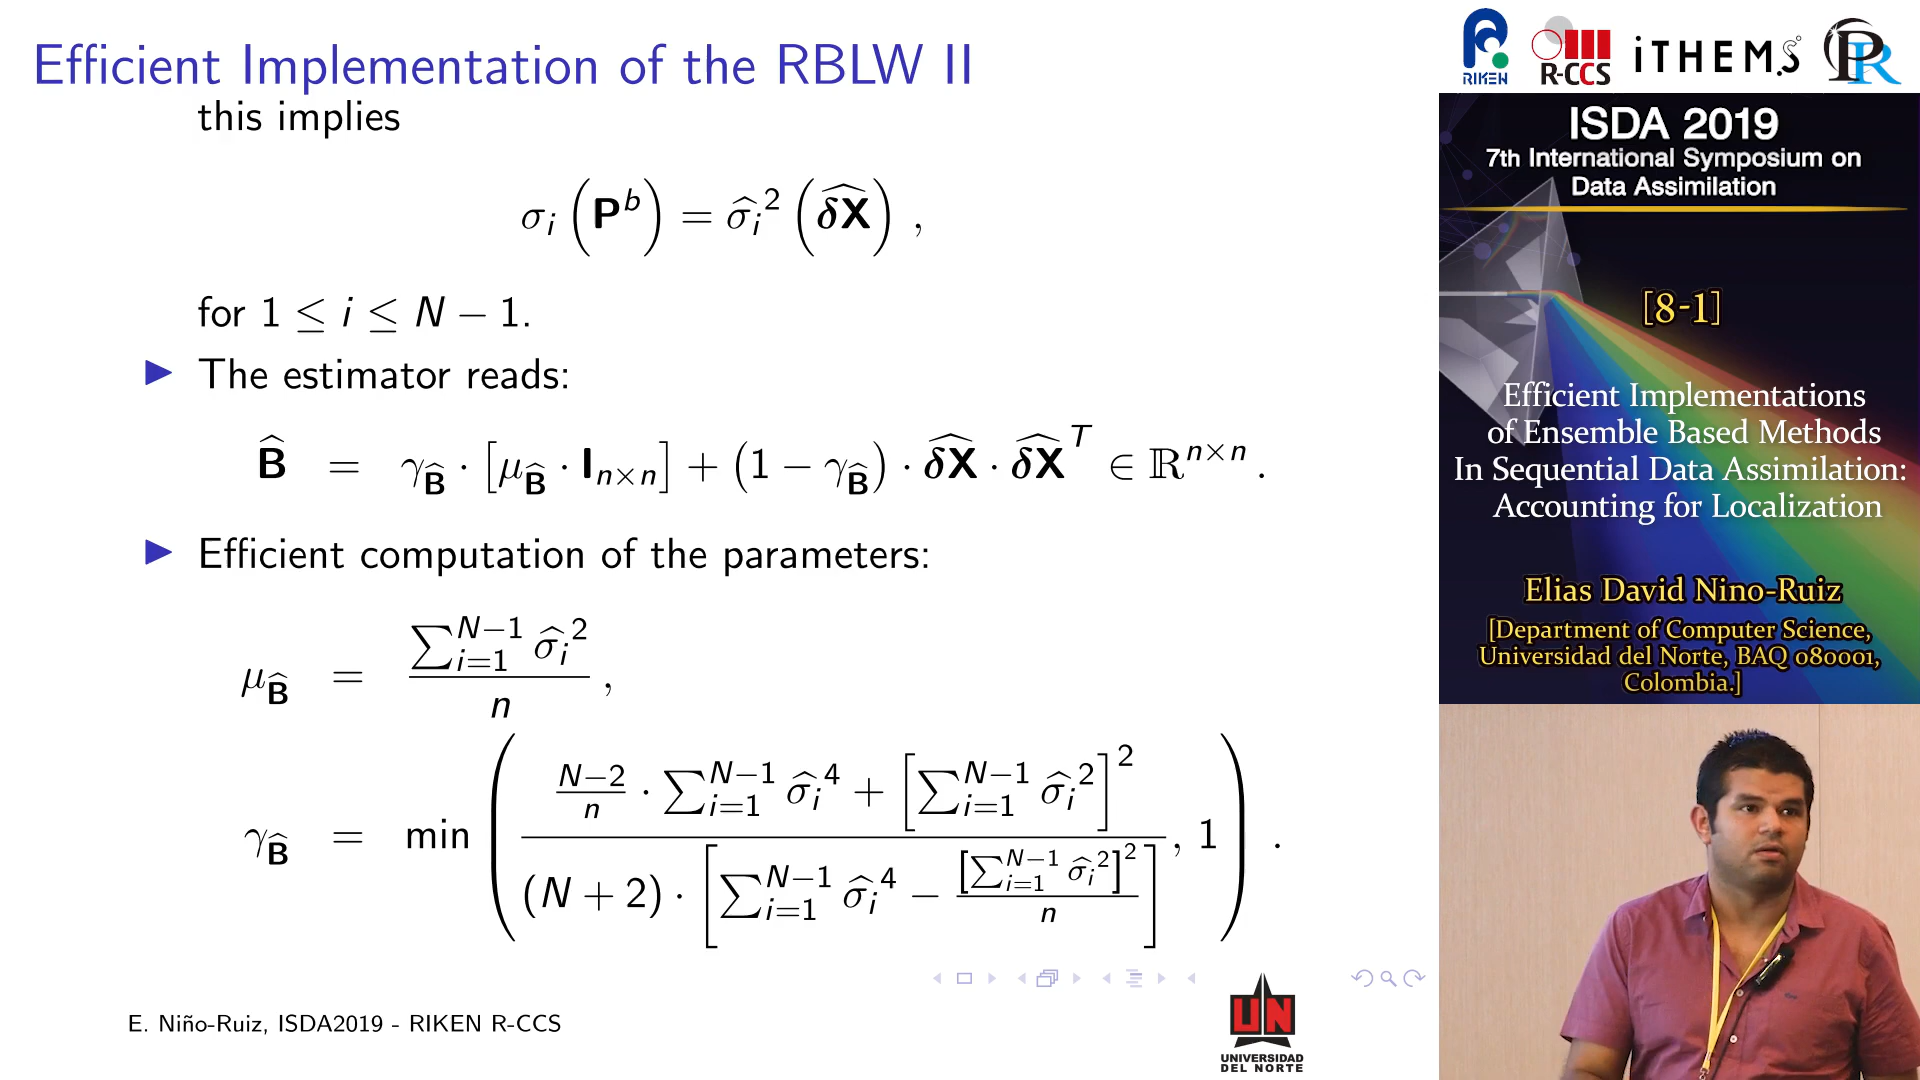 Efficient Implementation of the RBLW II
this implies
σ_i (P^b) = σ̂_i^2 (δX̂) ,
for 1 ≤ i ≤ N − 1.
▶ The estimator reads:
B̂ = γ_B̂ · [μ_B̂ · I_{n×n}] + (1 − γ_B̂) · δX̂ · δX̂^T ∈ ℝ^{n×n} .
▶ Efficient computation of the parameters:
μ_B̂ = \frac{∑_{i=1}^{N−1} σ̂_i^2}{n} ,
γ_B̂ = min ( \frac{\frac{N−2}{n} · ∑_{i=1}^{N−1} σ̂_i^4 + [∑_{i=1}^{N−1} σ̂_i^2]^2}{(N + 2) · [∑_{i=1}^{N−1} σ̂_i^4 − \frac{[∑_{i=1}^{N−1} σ̂_i^2]^2}{n}]} , 1 ) .
E. Niño-Ruiz, ISDA2019 - RIKEN R-CCS
UN
UNIVERSIDAD
DEL NORTE
RIKEN
R-CCS
iTHEMS
PR
ISDA 2019
7th International Symposium on
Data Assimilation
[8-1]
Efficient Implementations
of Ensemble Based Methods
In Sequential Data Assimilation:
Accounting for Localization
Elias David Nino-Ruiz
[Department of Computer Science,
Universidad del Norte, BAQ 080001,
Colombia.]